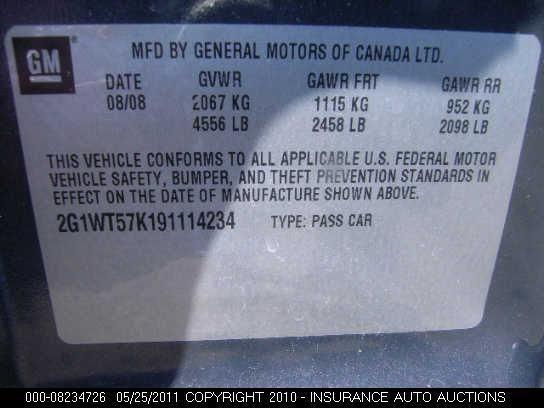 GM
MFD BY GENERAL MOTORS OF CANADA LTD.
DATE GVWR GAWR FRT GAWR RR
08/08 2067 KG 1115 KG 952 KG
4556 LB 2458 LB 2098 LB
THIS VEHICLE CONFORMS TO ALL APPLICABLE U.S. FEDERAL MOTOR
VEHICLE SAFETY, BUMPER, AND THEFT PREVENTION STANDARDS IN
EFFECT ON THE DATE OF MANUFACTURE SHOWN ABOVE.
2G1WT57K191114234 TYPE: PASS CAR
000-08234726 05/25/2011 COPYRIGHT 2010 - INSURANCE AUTO AUCTIONS